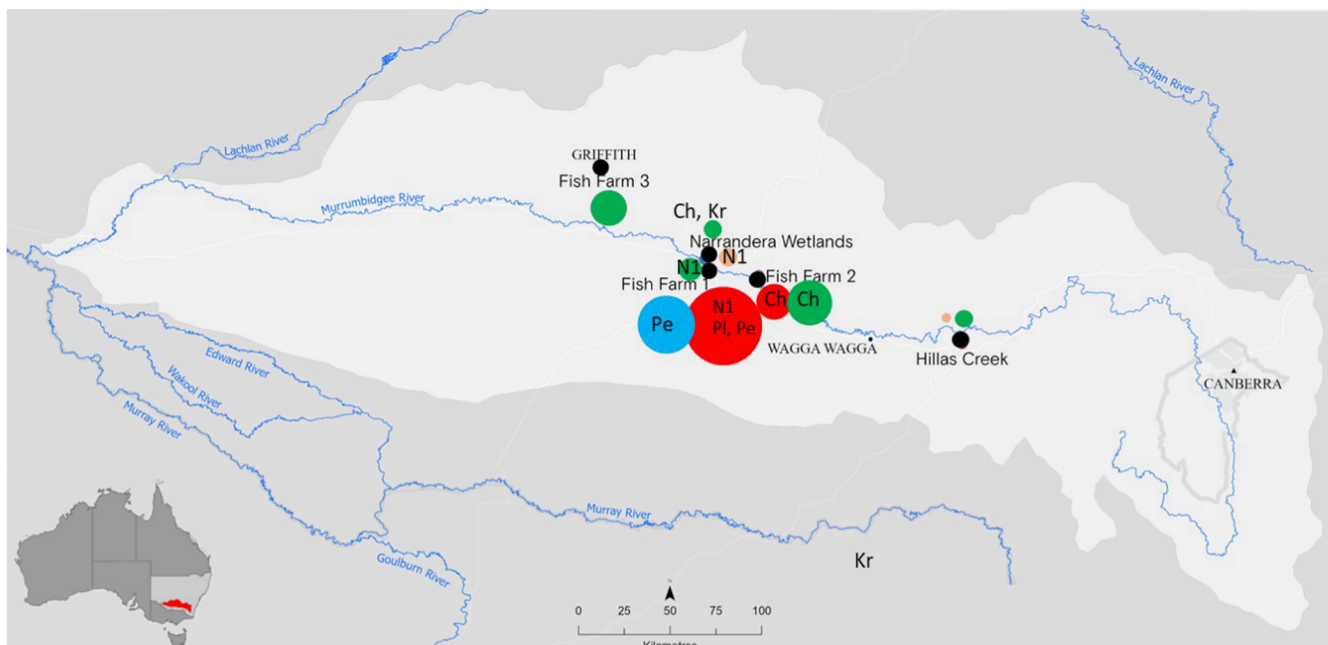 Lachlan River
Lachlan River
GRIFFITH
Fish Farm 3
Murrumbidgee River
Ch, Kr
Narrandera Wetlands
N1
N1
Fish Farm 1
Fish Farm 2
Ch
Ch
N1
Pl, Pe
Pe
WAGGA WAGGA
Hillas Creek
CANBERRA
Edward River
Wakool River
Murray River
Murray River
Goulburn River
Kr
0 25 50 75 100